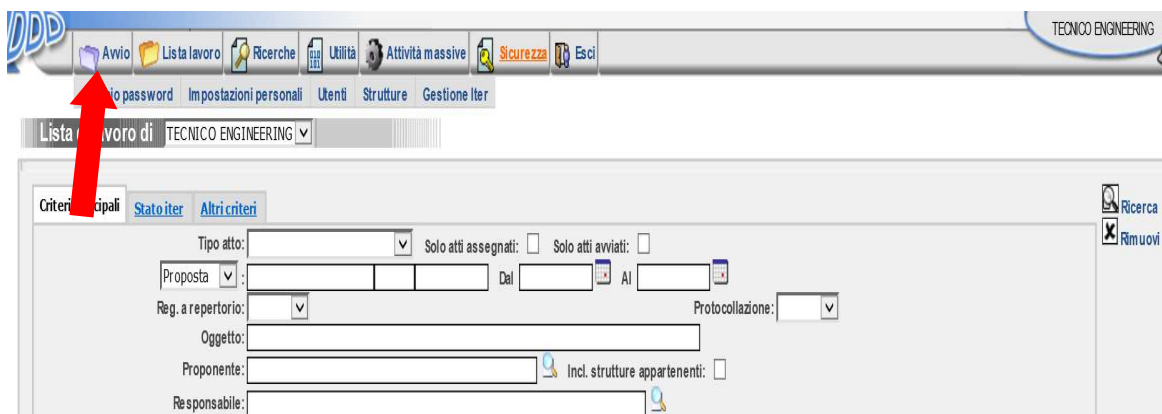 DDD
TECNICO ENGINEERING
Avvio Lista lavoro Ricerche Utilità Attività massive Sicurezza Esci
password Impostazioni personali Utenti Strutture Gestione Iter
Lista di TECNICO ENGINEERING
Criteri Stato iter Altri criteri
Ricerca
Rimuovi
Tipo atto: Solo atti assegnati: Solo atti avviati:
Proposta : Dal Al
Reg. a repertorio: Protocollazione:
Oggetto:
Proponente: Incl. strutture appartenenti:
Responsabile: